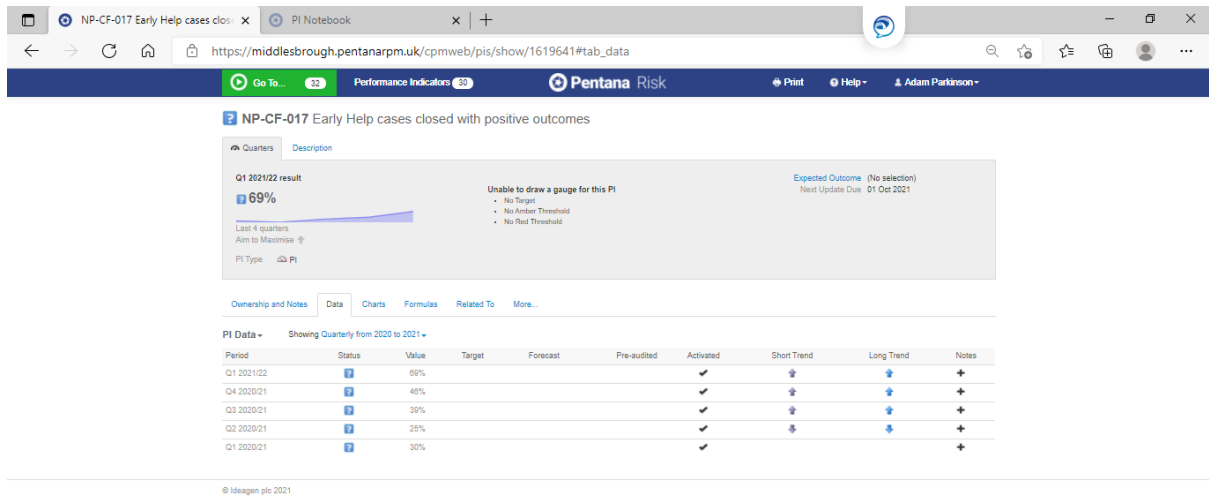 NP-CF-017 Early Help cases clos
PI Notebook
https://middlesbrough.pentanarpm.uk/cpmweb/pis/show/1619641#tab_data
Go To... 32 Performance Indicators 30 Pentana Risk Print Help Adam Parkinson
NP-CF-017 Early Help cases closed with positive outcomes
Quarters Description
Q1 2021/22 result
69%
Last 4 quarters
Aim to Maximise
PI Type PI
Unable to draw a gauge for this PI
• No Target
• No Amber Threshold
• No Red Threshold
Expected Outcome (No selection)
Next Update Due 01 Oct 2021
Ownership and Notes Data Charts Formulas Related To More...
PI Data Showing Quarterly from 2020 to 2021
Period Status Value Target Forecast Pre-audited Activated Short Trend Long Trend Notes
Q1 2021/22 ? 69%
Q4 2020/21 ? 46%
Q3 2020/21 ? 39%
Q2 2020/21 ? 25%
Q1 2020/21 ? 30%
© Ideagen plc 2021